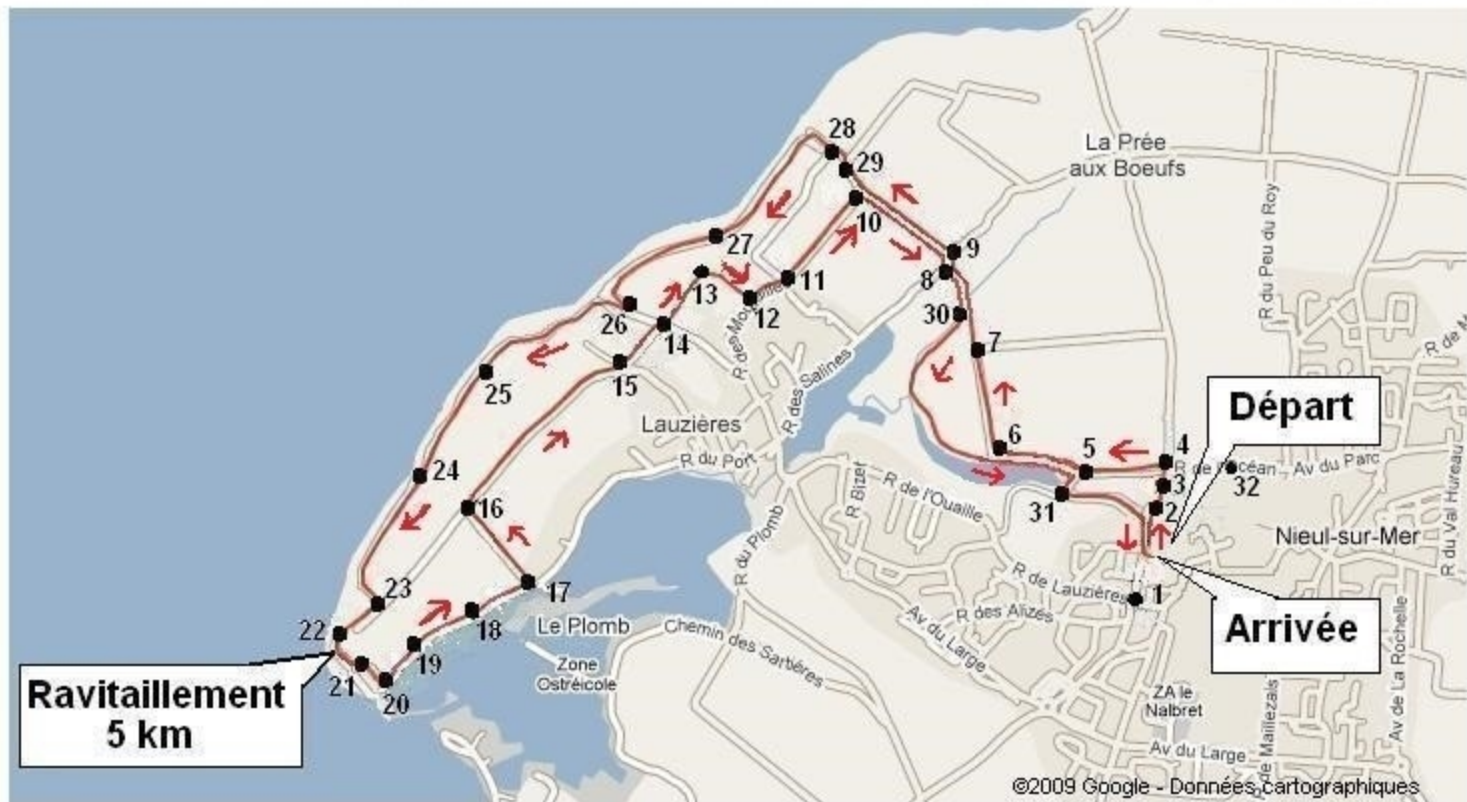 28
29
La Prée
aux Boeufs
10
27
9
8
13
11
12
26
14
30
7
15
25
R des Salines
R du Peu du Roy
Lauzières
Départ
6
5
4
R du Port
R de l'Océan
Av du Parc
24
3
32
R Bizet
R de l'Ouaille
16
31
2
Nieul-sur-Mer
R du Val Hureau
R du Plomb
17
R de Lauzières
1
23
18
Le Plomb
R des Alizés
22
Chemin des Sartières
Av du Large
Arrivée
19
Zone
Ostréicole
21
20
Ravitaillement
5 km
ZA le
Nalbret
Av de La Rochelle
de Maillezais
Av du Large
©2009 Google - Données cartographiques